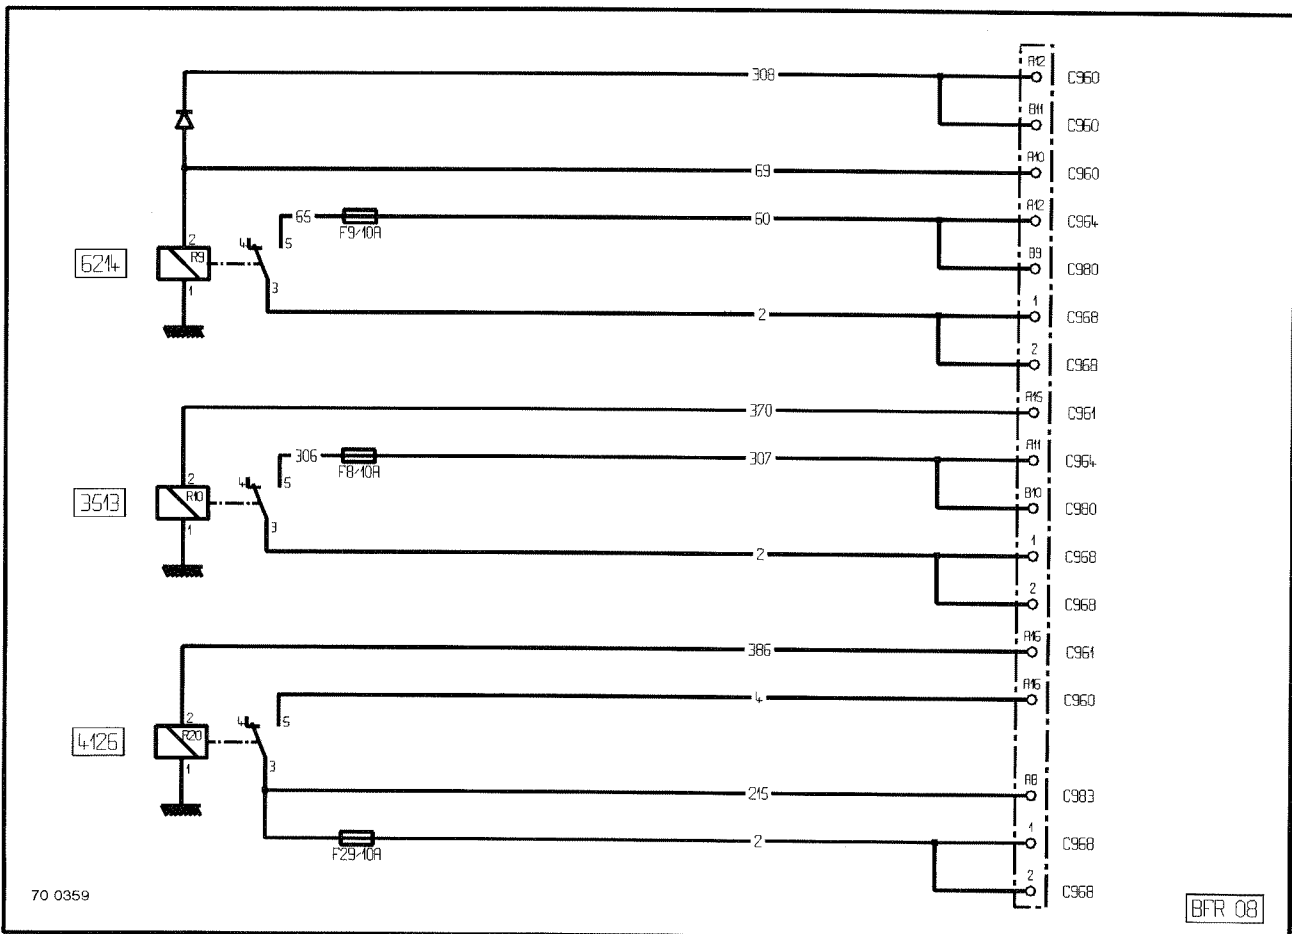 308 A12 C960
B11 C960
69 A10 C960
65 F9/10A 60 A12 C964
4 5
2 R9
6214
B9 C980
1 3
2 1 C968
2 C968
370 A15 C961
306 F8/10A 307 A11 C964
4 5
2 R10
3513
B10 C980
1 3
2 1 C968
2 C968
386 A16 C961
4 A15 C960
4 5
2 R20
4126
1 3
215 A8 C983
F29/10A 2 1 C968
2 C968
70 0359
BFR 08